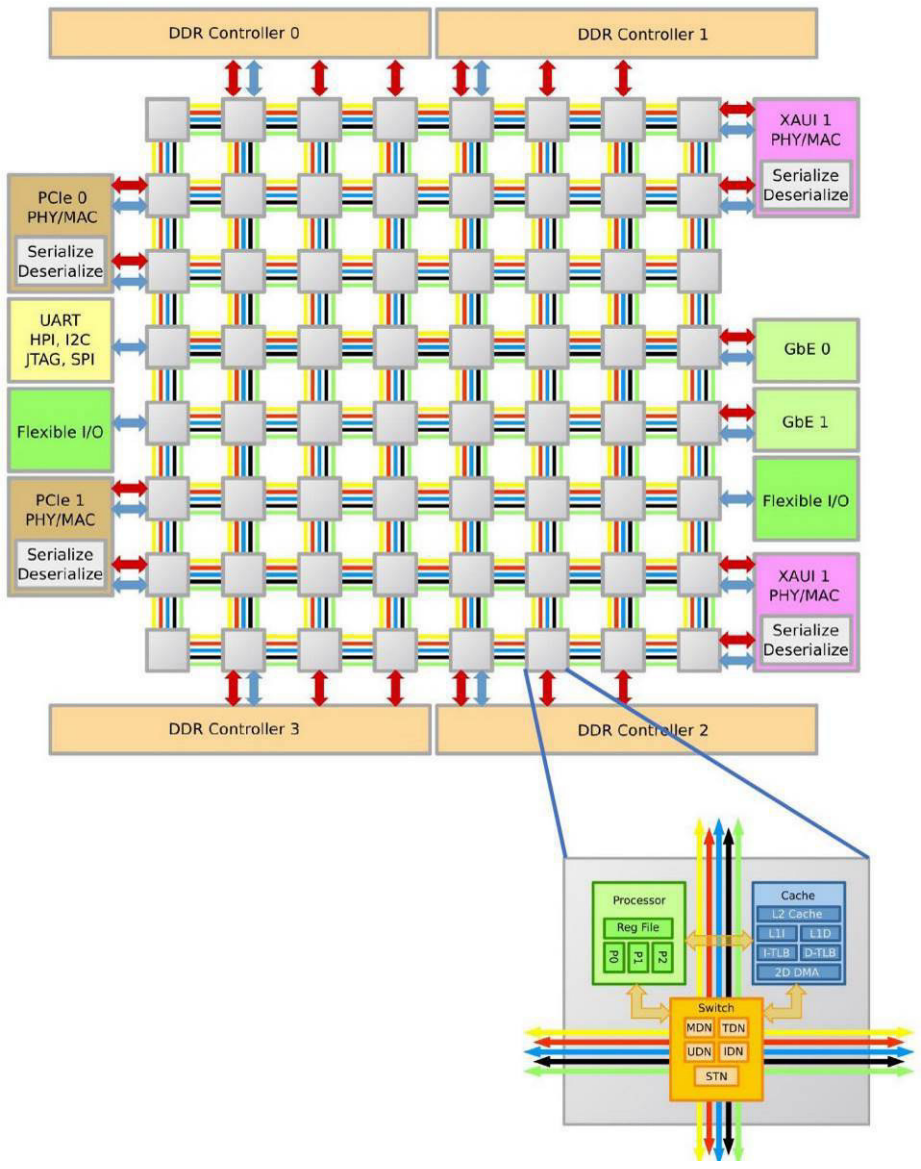 DDR Controller 0
DDR Controller 1
XAUI 1
PHY/MAC
Serialize
Deserialize
PCIe 0
PHY/MAC
Serialize
Deserialize
UART
HPI, I2C
JTAG, SPI
GbE 0
Flexible I/O
GbE 1
PCIe 1
PHY/MAC
Serialize
Deserialize
Flexible I/O
XAUI 1
PHY/MAC
Serialize
Deserialize
DDR Controller 3
DDR Controller 2
Processor
Reg File
P0
P1
P2
Cache
L2 Cache
L1I
L1D
I-TLB
D-TLB
2D DMA
Switch
MDN
TDN
UDN
IDN
STN